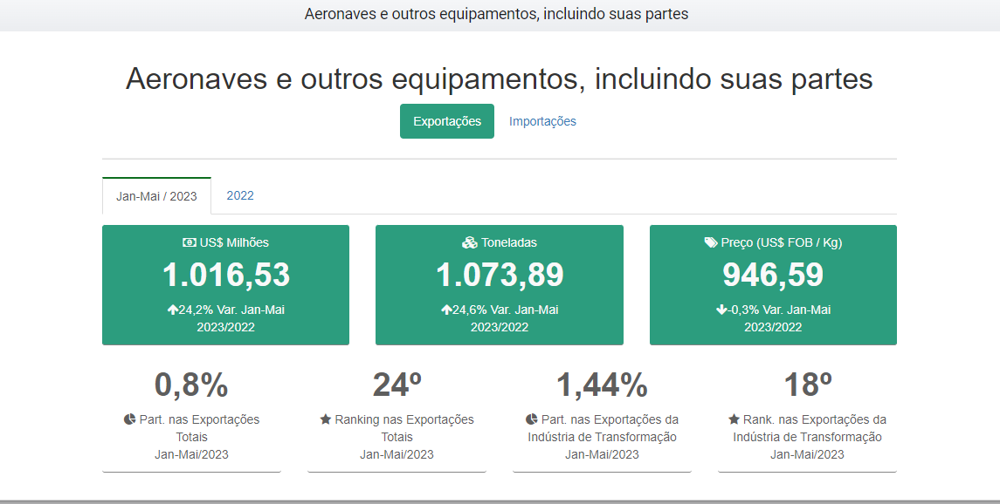 Aeronaves e outros equipamentos, incluindo suas partes
Aeronaves e outros equipamentos, incluindo suas partes
Exportações
Importações
Jan-Mai / 2023
2022
US$ Milhões
1.016,53
24,2% Var. Jan-Mai
2023/2022
Toneladas
1.073,89
24,6% Var. Jan-Mai
2023/2022
Preço (US$ FOB / Kg)
946,59
-0,3% Var. Jan-Mai
2023/2022
0,8%
Part. nas Exportações
Totais
Jan-Mai/2023
24º
Ranking nas Exportações
Totais
Jan-Mai/2023
1,44%
Part. nas Exportações da
Indústria de Transformação
Jan-Mai/2023
18º
Rank. nas Exportações da
Indústria de Transformação
Jan-Mai/2023